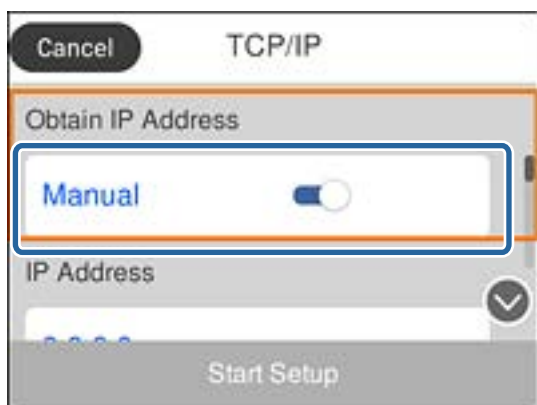 Cancel
TCP/IP
Obtain IP Address
Manual
IP Address
Start Setup